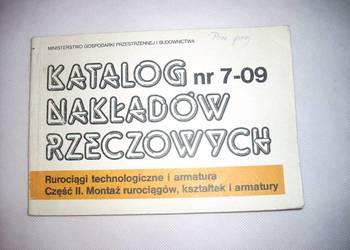 MINISTERSTWO GOSPODARKI PRZESTRZENNEJ I BUDOWNICTWA
KATALOG nr 7-09
NAKŁADÓW
RZECZOWYCH
Rurociągi technologiczne i armatura
Część II. Montaż rurociągów, kształtek i armatury